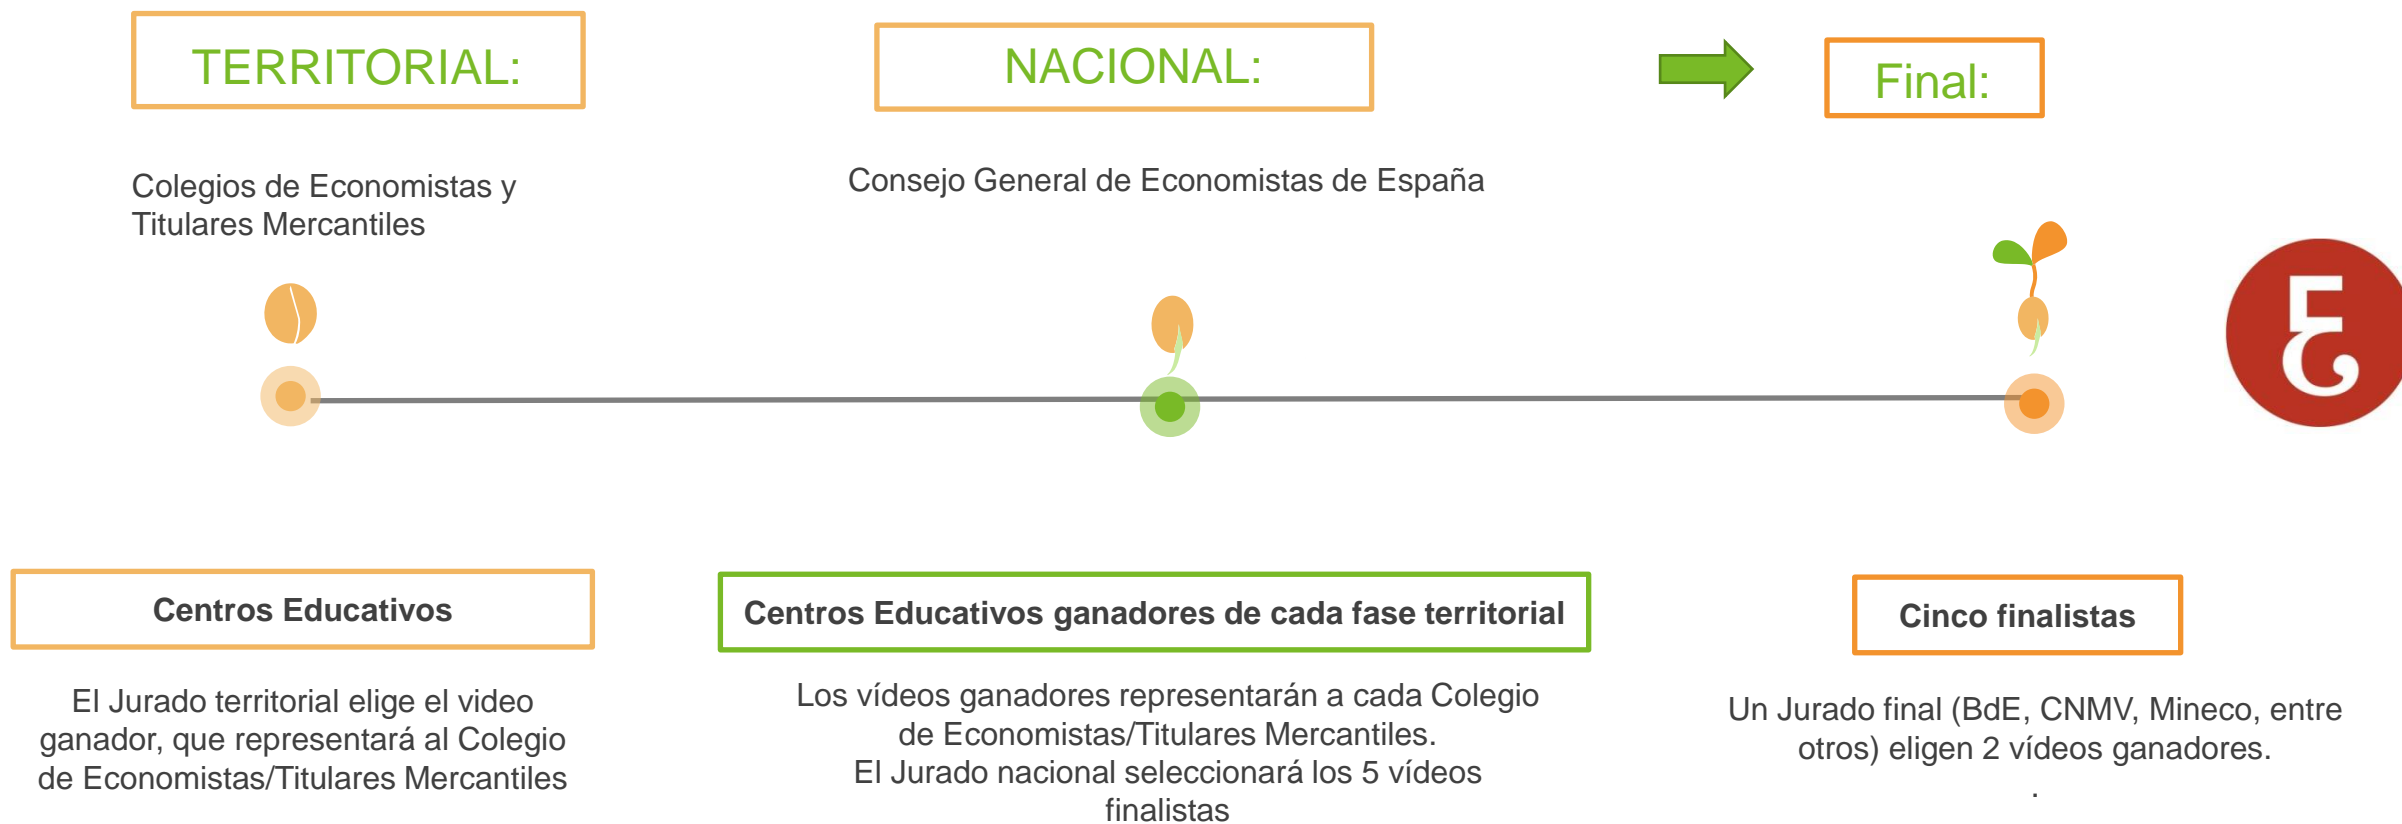 TERRITORIAL:
NACIONAL:
Final:
Colegios de Economistas y
Titulares Mercantiles
Consejo General de Economistas de España
Centros Educativos
El Jurado territorial elige el video
ganador, que representará al Colegio
de Economistas/Titulares Mercantiles
Centros Educativos ganadores de cada fase territorial
Los vídeos ganadores representarán a cada Colegio
de Economistas/Titulares Mercantiles.
El Jurado nacional seleccionará los 5 vídeos
finalistas
Cinco finalistas
Un Jurado final (BdE, CNMV, Mineco, entre
otros) eligen 2 vídeos ganadores.
.